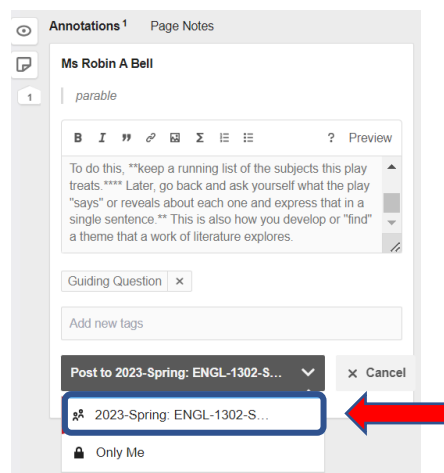 Annotations 1 Page Notes
Ms Robin A Bell
1
parable
B I " Σ ? Preview
To do this, **keep a running list of the subjects this play
treats.**** Later, go back and ask yourself what the play
"says" or reveals about each one and express that in a
single sentence.** This is also how you develop or "find"
a theme that a work of literature explores.
Guiding Question ×
Add new tags
Post to 2023-Spring: ENGL-1302-S... × Cancel
2023-Spring: ENGL-1302-S...
Only Me